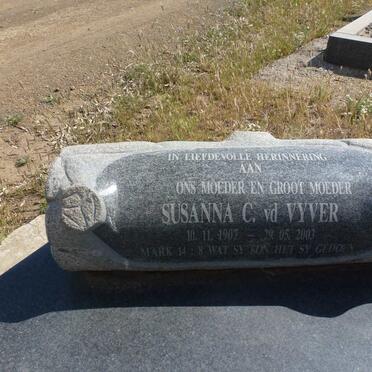 IN LIEFDEVOLLE HERINNERING
AAN
ONS MOEDER EN GROOT MOEDER
SUSANNA C. vd VYVER
10. 11. 1907 – 29. 05. 2003
MARK 14 : 8 WAT SY KON HET SY GEDOEN